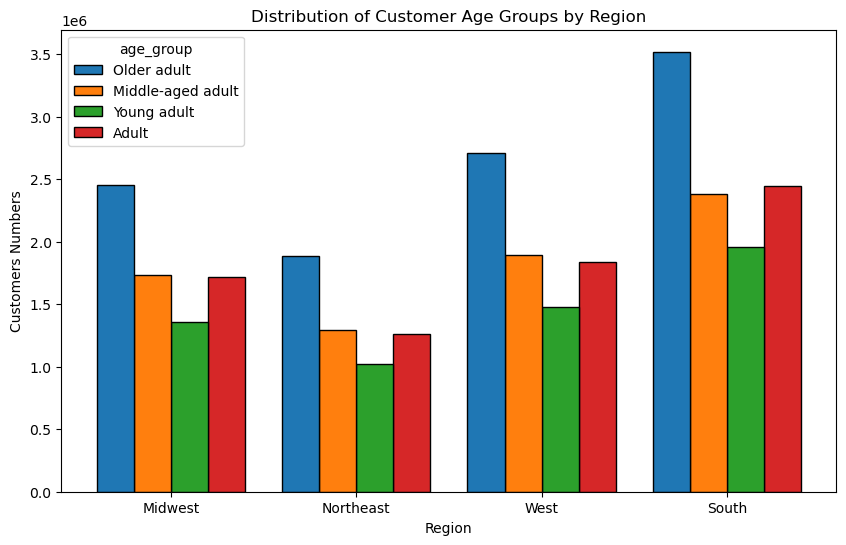 Distribution of Customer Age Groups by Region
1e6
age_group
Older adult
Middle-aged adult
Young adult
Adult
3.5
3.0
2.5
2.0
1.5
1.0
0.5
0.0
Customers Numbers
Midwest Northeast West South
Region